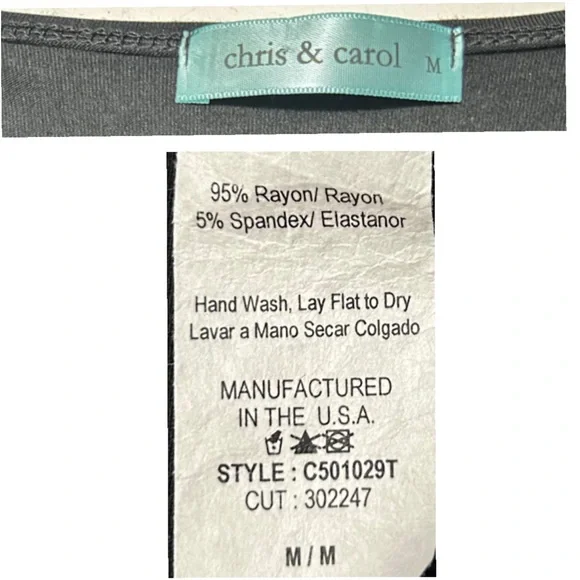 chris & carol M
95% Rayon/ Rayon
5% Spandex/ Elastanor
Hand Wash, Lay Flat to Dry
Lavar a Mano Secar Colgado
MANUFACTURED
IN THE U.S.A.
STYLE : C501029T
CUT : 302247
M / M